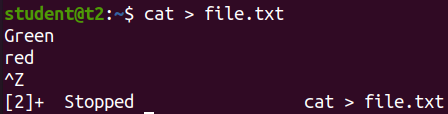 student@t2:~$ cat > file.txt
Green
red
^Z
[2]+  Stopped                 cat > file.txt